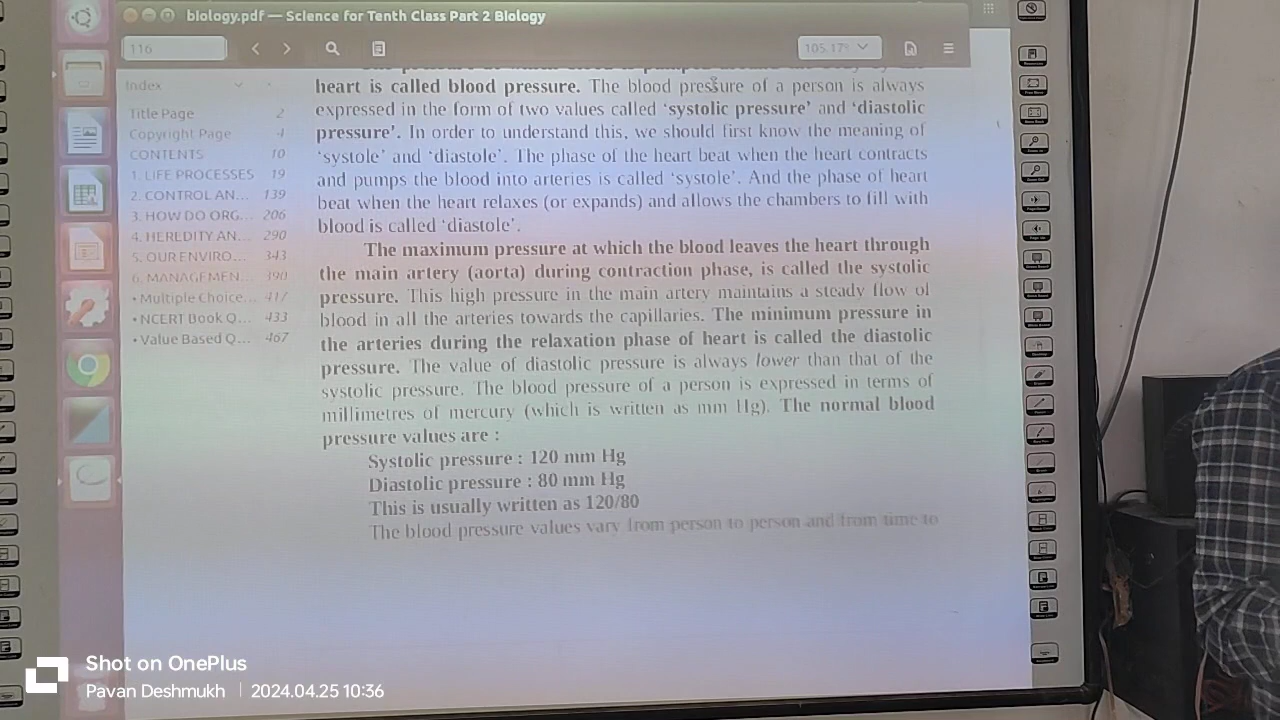 biology.pdf — Science for Tenth Class Part 2 Biology
116
105.17%
Index
Title Page 2
Copyright Page 4
CONTENTS 10
1. LIFE PROCESSES 19
2. CONTROL AN... 139
3. HOW DO ORG... 206
4. HEREDITY AN... 290
5. OUR ENVIRO... 343
6. MANAGEMEN... 390
• Multiple Choice... 417
• NCERT Book Q... 433
• Value Based Q... 467
heart is called blood pressure. The blood pressure of a person is always
expressed in the form of two values called ‘systolic pressure’ and ‘diastolic
pressure’. In order to understand this, we should first know the meaning of
‘systole’ and ‘diastole’. The phase of the heart beat when the heart contracts
and pumps the blood into arteries is called ‘systole’. And the phase of heart
beat when the heart relaxes (or expands) and allows the chambers to fill with
blood is called ‘diastole’.
The maximum pressure at which the blood leaves the heart through
the main artery (aorta) during contraction phase, is called the systolic
pressure. This high pressure in the main artery maintains a steady flow of
blood in all the arteries towards the capillaries. The minimum pressure in
the arteries during the relaxation phase of heart is called the diastolic
pressure. The value of diastolic pressure is always lower than that of the
systolic pressure. The blood pressure of a person is expressed in terms of
millimetres of mercury (which is written as mm Hg). The normal blood
pressure values are :
Systolic pressure : 120 mm Hg
Diastolic pressure : 80 mm Hg
This is usually written as 120/80
The blood pressure values vary from person to person and from time to
Shot on OnePlus
Pavan Deshmukh | 2024.04.25 10:36